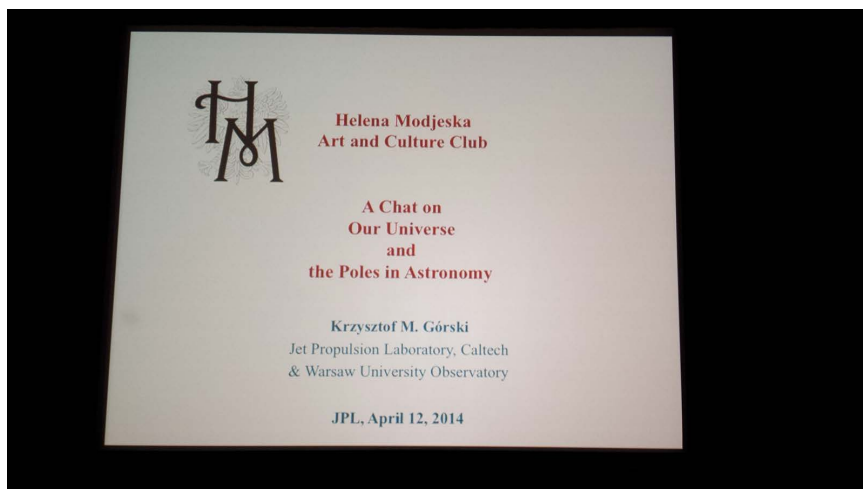 HM
Helena Modjeska
Art and Culture Club
A Chat on
Our Universe
and
the Poles in Astronomy
Krzysztof M. Górski
Jet Propulsion Laboratory, Caltech
& Warsaw University Observatory
JPL, April 12, 2014